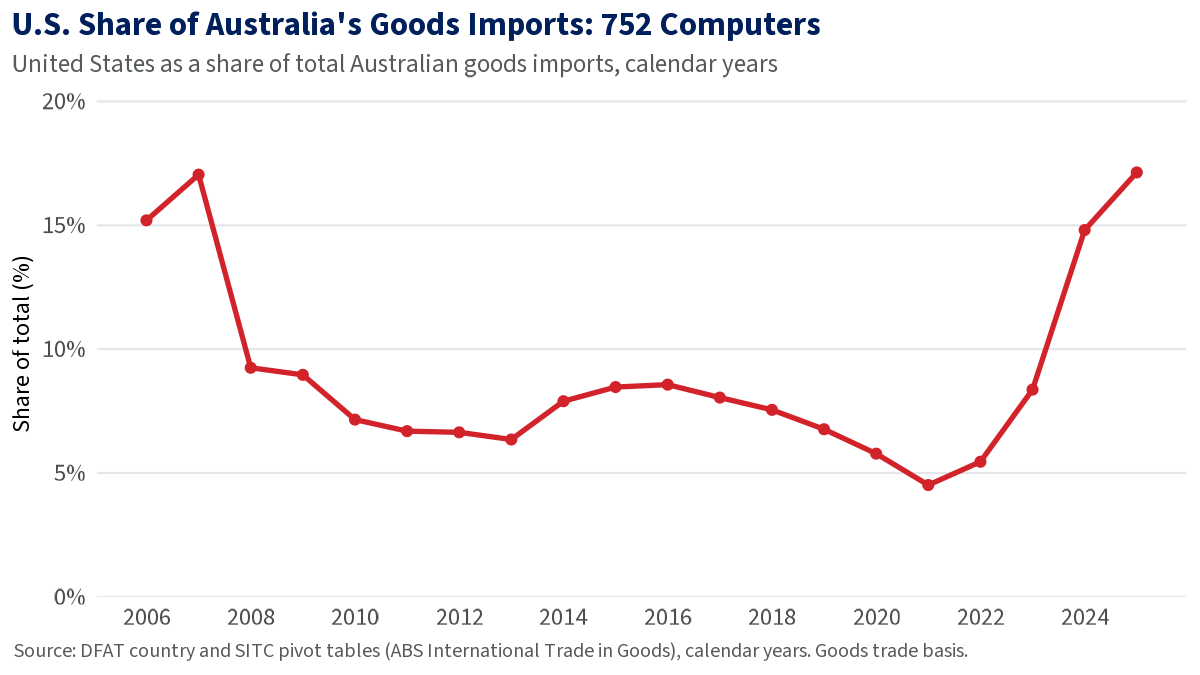 U.S. Share of Australia's Goods Imports: 752 Computers
United States as a share of total Australian goods imports, calendar years
20%
15%
10%
5%
0%
Share of total (%)
2006 2008 2010 2012 2014 2016 2018 2020 2022 2024
Source: DFAT country and SITC pivot tables (ABS International Trade in Goods), calendar years. Goods trade basis.